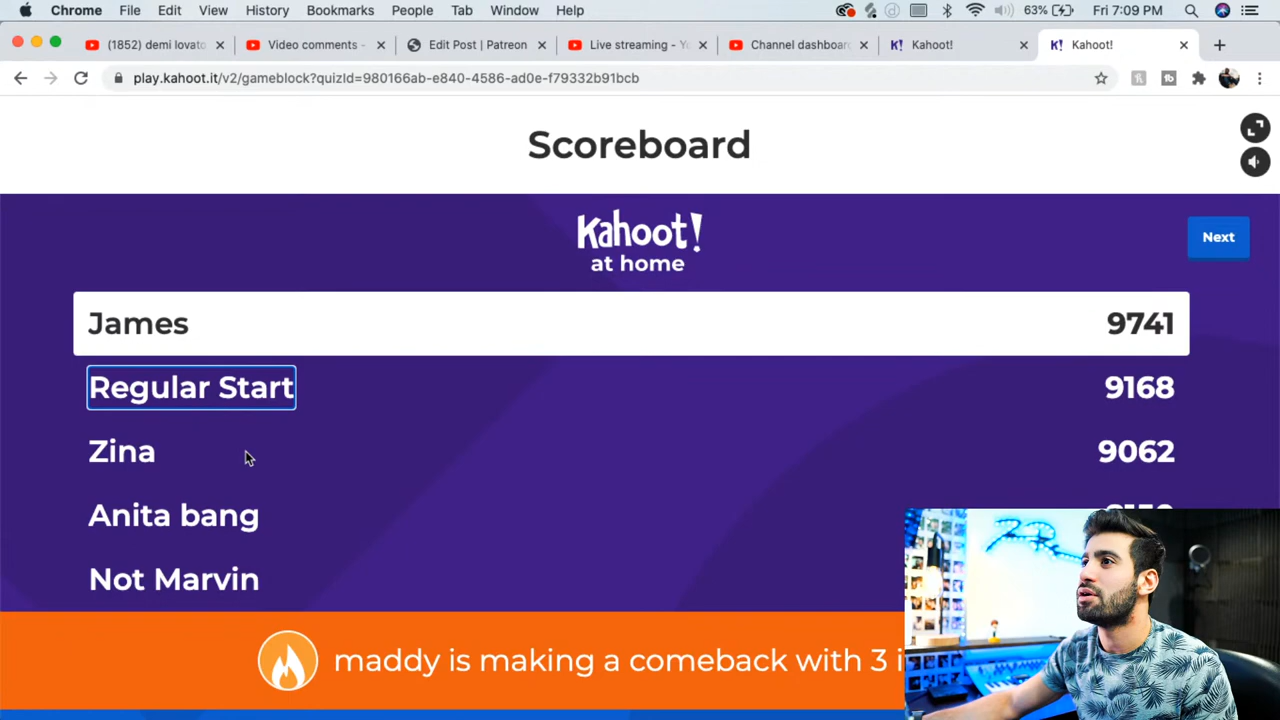 Chrome File Edit View History Bookmarks People Tab Window Help 63% Fri 7:09 PM
(1852) demi lovato Video comments - Edit Post | Patreon Live streaming - Yo Channel dashboar Kahoot! Kahoot!
play.kahoot.it/v2/gameblock?quizId=980166ab-e840-4586-ad0e-f79332b91bcb
Scoreboard
Kahoot!
at home
Next
James 9741
Regular Start 9168
Zina 9062
Anita bang
Not Marvin
maddy is making a comeback with 3 i